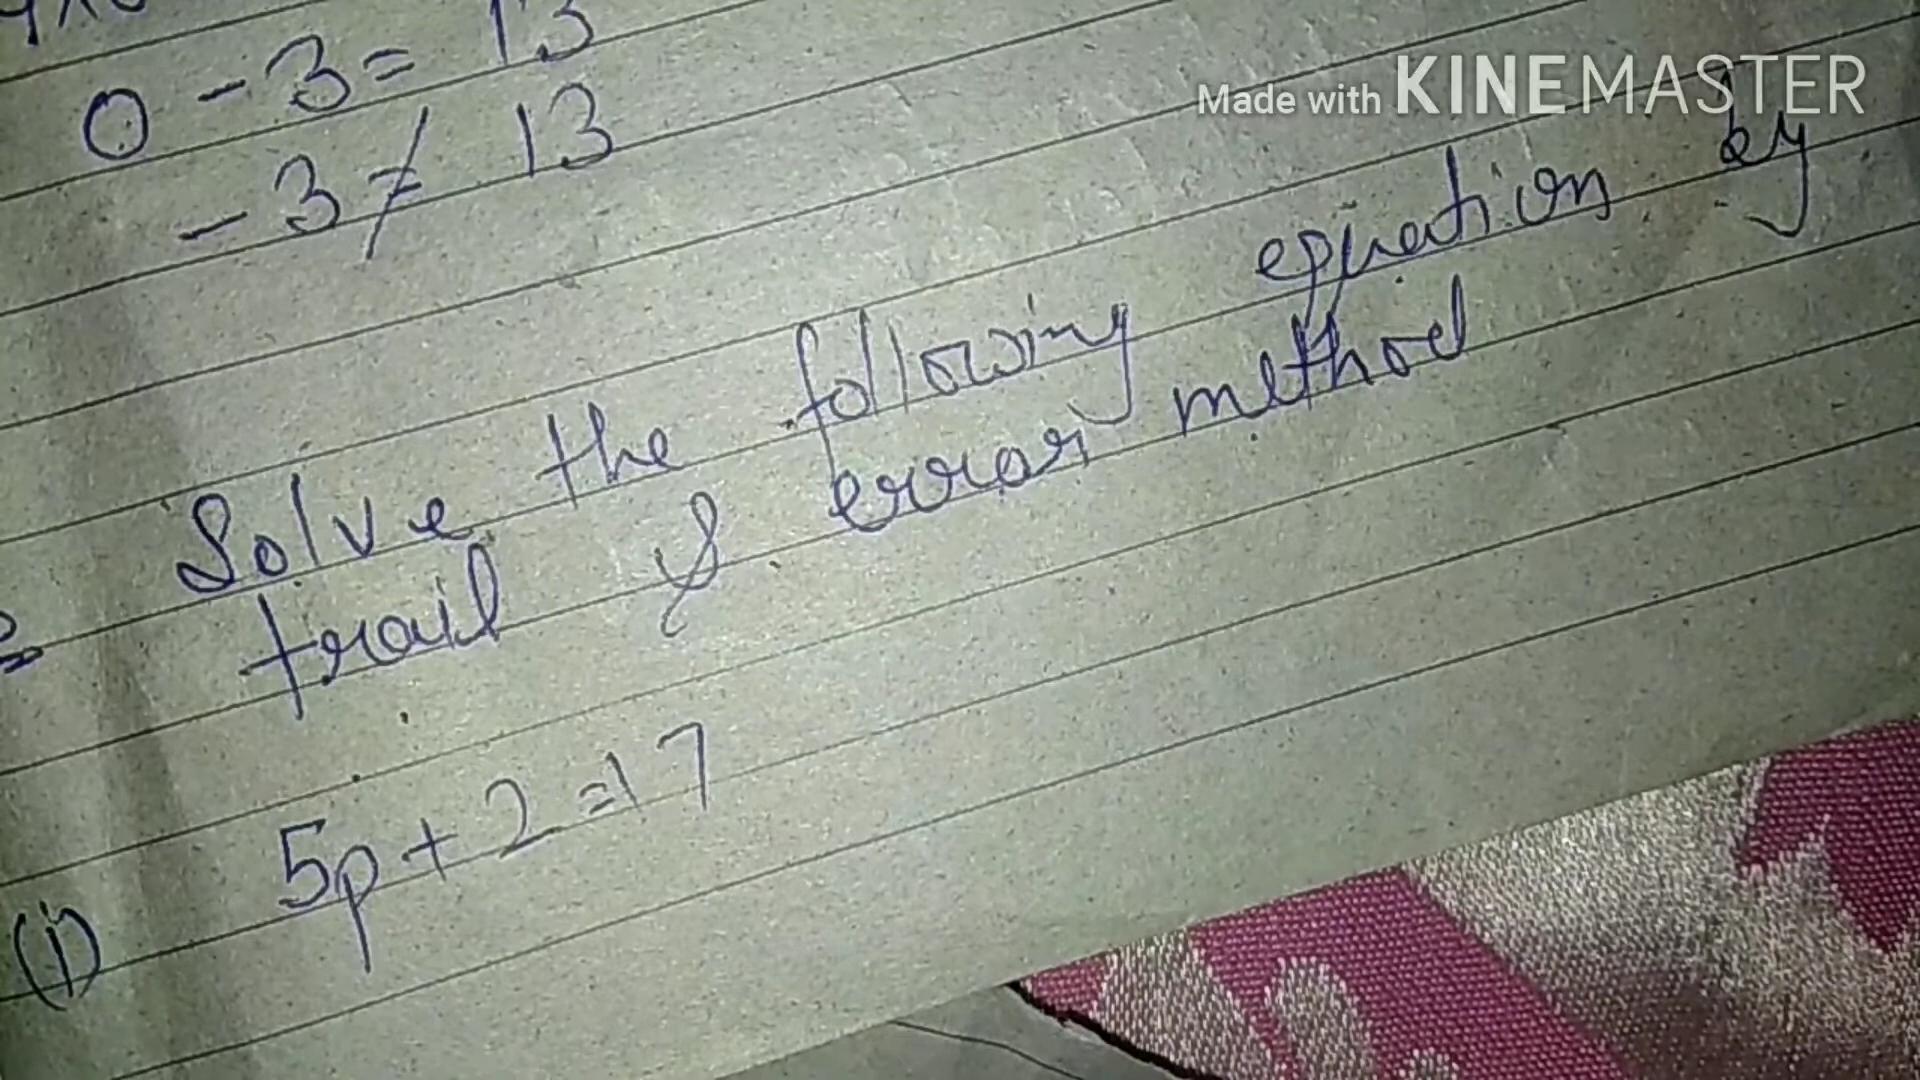 0 - 3 = 13
- 3 ≠ 13
Made with KINEMASTER
Solve the following equation by
trail & error method
(i) 5p + 2 = 17